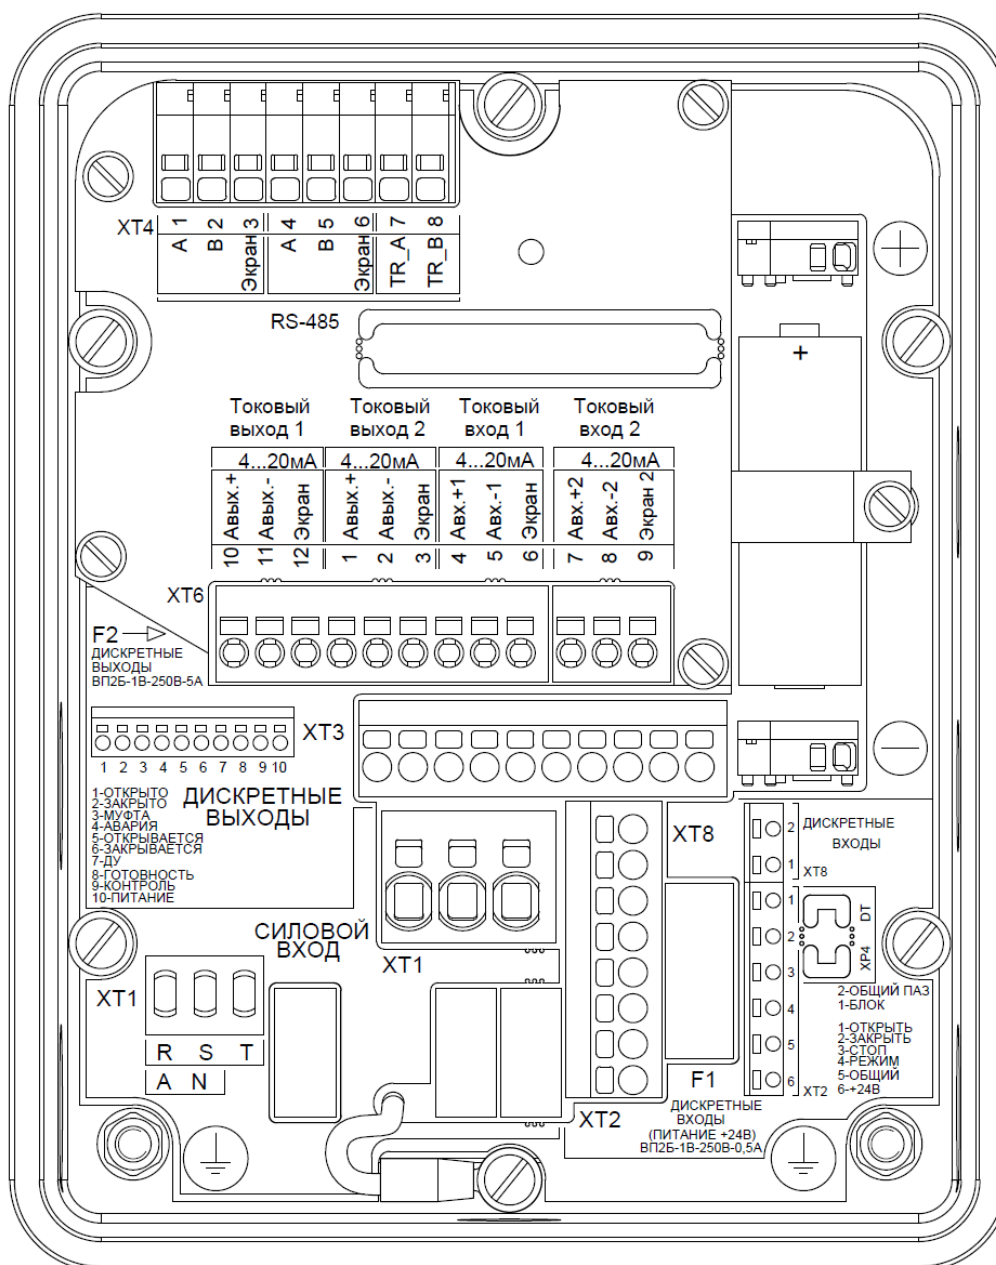 XT4
A 1
B 2
Экран 3
A 4
B 5
Экран 6
TR_A 7
TR_B 8
RS-485
+
Токовый
выход 1
Токовый
выход 2
Токовый
вход 1
Токовый
вход 2
4...20мА
4...20мА
4...20мА
4...20мА
10 Авых.+
11 Авых.-
12 Экран
1 Авых.+
2 Авых.-
3 Экран
4 Авх.+1
5 Авх.-1
6 Экран
7 Авх.+2
8 Авх.-2
9 Экран 2
XT6
F2
ДИСКРЕТНЫЕ
ВЫХОДЫ
ВП2Б-1В-250В-5А
XT3
1 2 3 4 5 6 7 8 9 10
1-ОТКРЫТО
2-ЗАКРЫТО
3-МУФТА
4-АВАРИЯ
5-ОТКРЫВАЕТСЯ
6-ЗАКРЫВАЕТСЯ
7-ДУ
8-ГОТОВНОСТЬ
9-КОНТРОЛЬ
10-ПИТАНИЕ
ДИСКРЕТНЫЕ
ВЫХОДЫ
XT8
2
1
ДИСКРЕТНЫЕ
ВХОДЫ
XT8
1
2
3
4
5
6
DT
XP4
СИЛОВОЙ
ВХОД
XT1
XT1
R S T
A N
2-ОБЩИЙ ПАЗ
1-БЛОК
1-ОТКРЫТЬ
2-ЗАКРЫТЬ
3-СТОП
4-РЕЖИМ
5-ОБЩИЙ
6-+24В
XT2
F1
XT2
ДИСКРЕТНЫЕ
ВХОДЫ
(ПИТАНИЕ +24В)
ВП2Б-1В-250В-0,5А